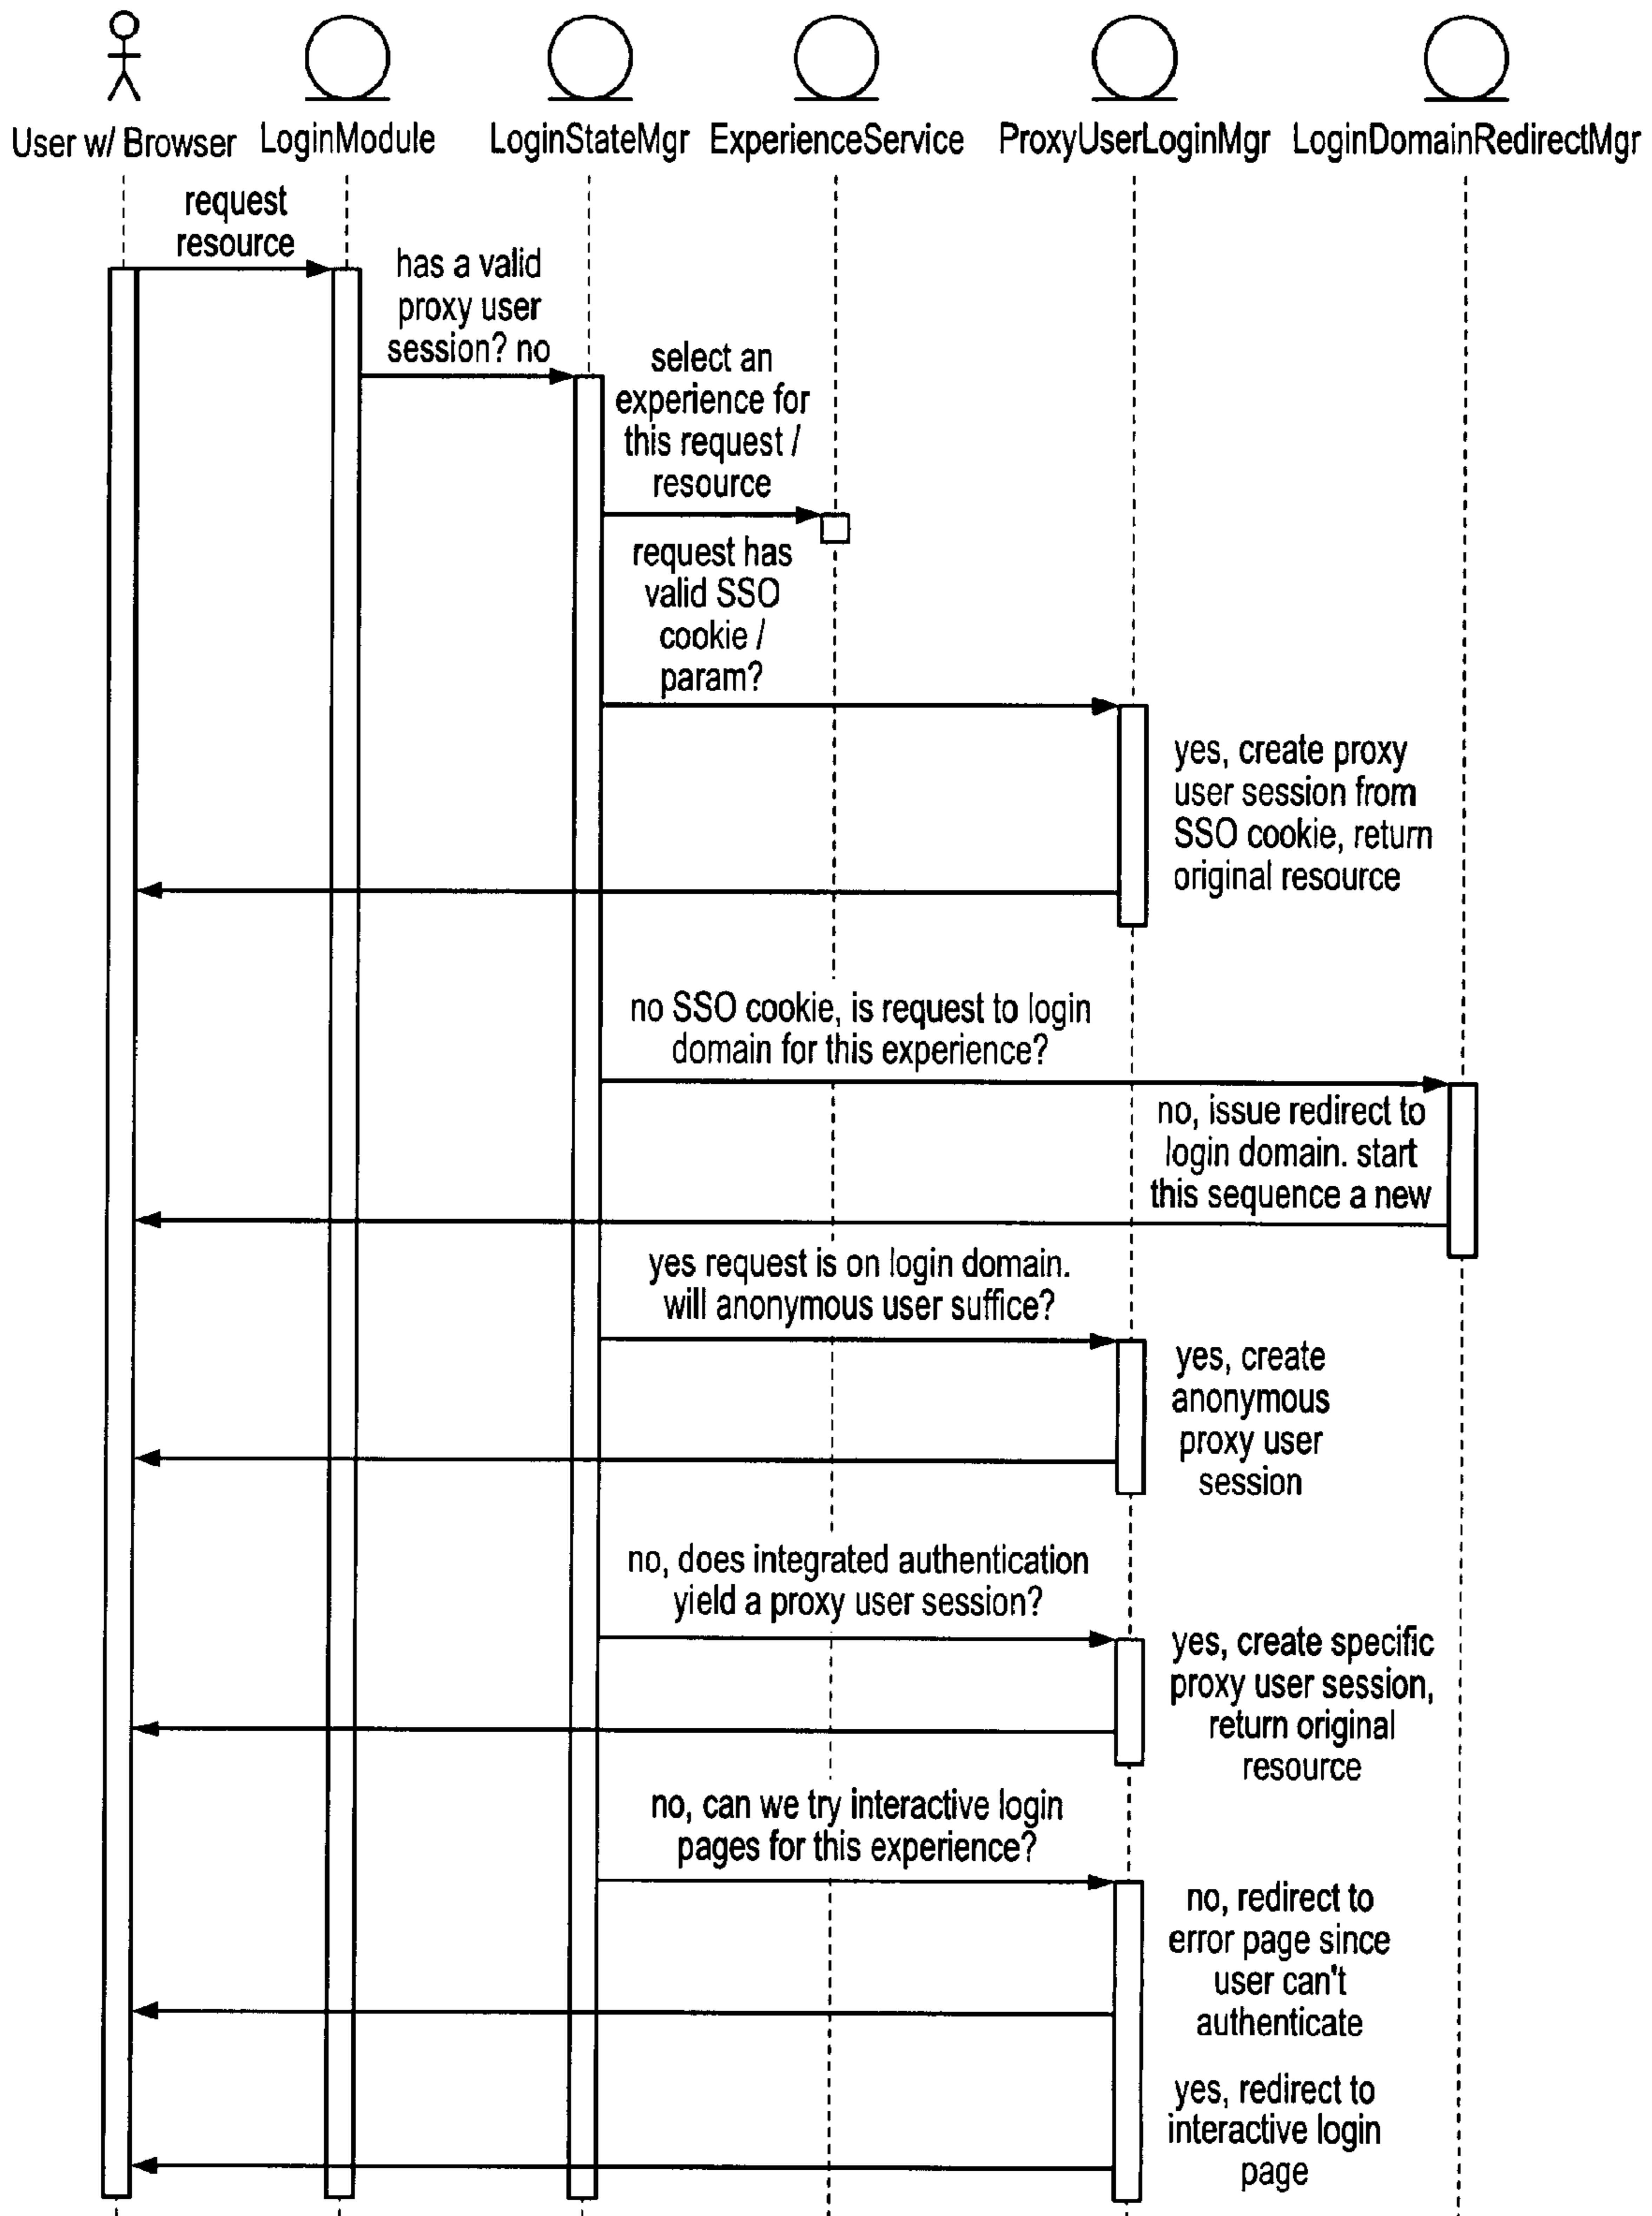 User w/ Browser
LoginModule
LoginStateMgr
ExperienceService
ProxyUserLoginMgr
LoginDomainRedirectMgr
request
resource
has a valid
proxy user
session? no
select an
experience for
this request /
resource
request has
valid SSO
cookie /
param?
yes, create proxy
user session from
SSO cookie, return
original resource
no SSO cookie, is request to login
domain for this experience?
no, issue redirect to
login domain. start
this sequence a new
yes request is on login domain.
will anonymous user suffice?
yes, create
anonymous
proxy user
session
no, does integrated authentication
yield a proxy user session?
yes, create specific
proxy user session,
return original
resource
no, can we try interactive login
pages for this experience?
no, redirect to
error page since
user can't
authenticate
yes, redirect to
interactive login
page